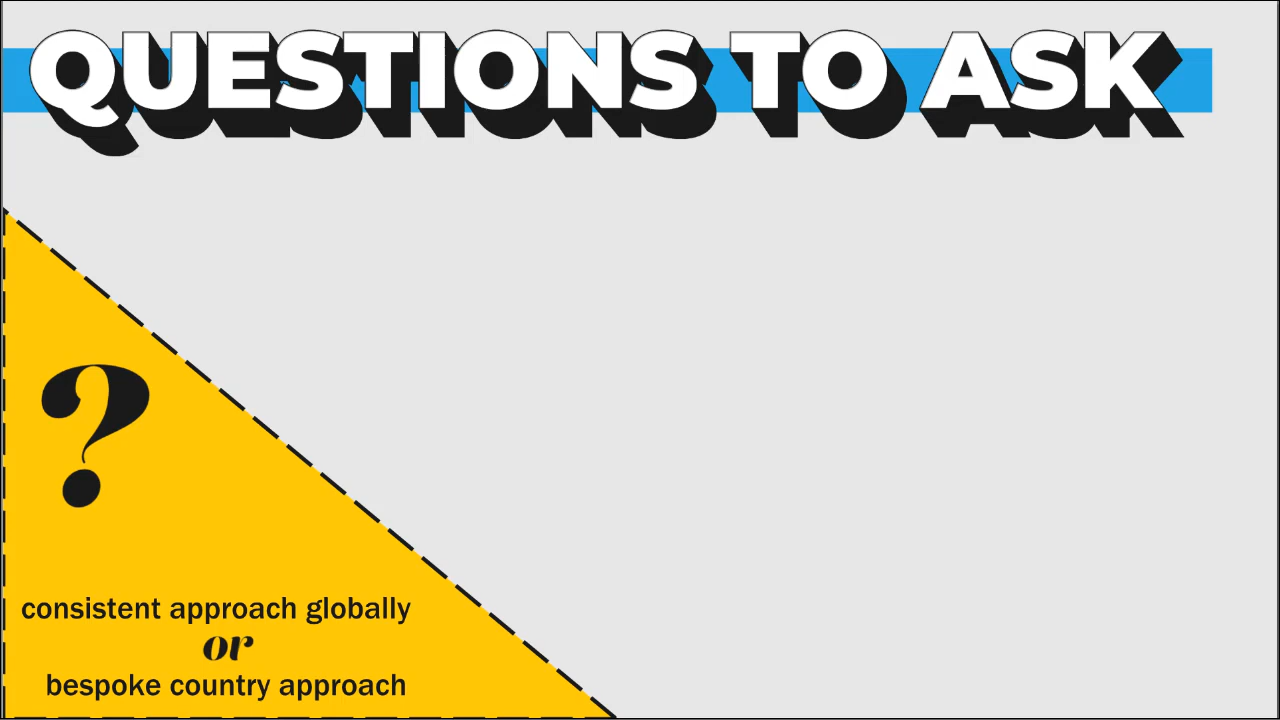 QUESTIONS TO ASK
?
consistent approach globally
or
bespoke country approach